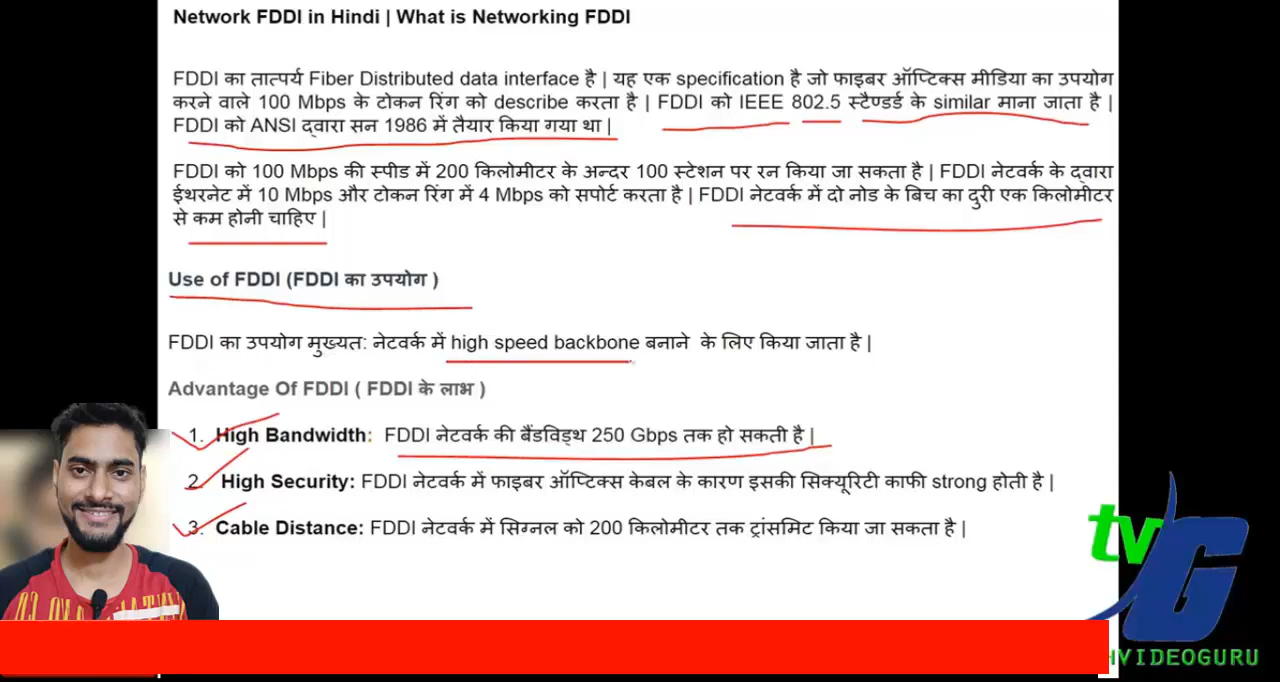 Network FDDI in Hindi | What is Networking FDDI
FDDI का तात्पर्य Fiber Distributed data interface है | यह एक specification है जो फाइबर ऑप्टिक्स मीडिया का उपयोग
करने वाले 100 Mbps के टोकन रिंग को describe करता है | FDDI को IEEE 802.5 स्टैण्डर्ड के similar माना जाता है |
FDDI को ANSI द्वारा सन 1986 में तैयार किया गया था |
FDDI को 100 Mbps की स्पीड में 200 किलोमीटर के अन्दर 100 स्टेशन पर रन किया जा सकता है | FDDI नेटवर्क के द्वारा
ईथरनेट में 10 Mbps और टोकन रिंग में 4 Mbps को सपोर्ट करता है | FDDI नेटवर्क में दो नोड के बिच का दुरी एक किलोमीटर
से कम होनी चाहिए |
Use of FDDI (FDDI का उपयोग )
FDDI का उपयोग मुख्यत: नेटवर्क में high speed backbone बनाने के लिए किया जाता है |
Advantage Of FDDI ( FDDI के लाभ )
1. High Bandwidth: FDDI नेटवर्क की बैंडविड्थ 250 Gbps तक हो सकती है |
2. High Security: FDDI नेटवर्क में फाइबर ऑप्टिक्स केबल के कारण इसकी सिक्यूरिटी काफी strong होती है |
3. Cable Distance: FDDI नेटवर्क में सिग्नल को 200 किलोमीटर तक ट्रांसमिट किया जा सकता है |
tvG
VIDEOGURU